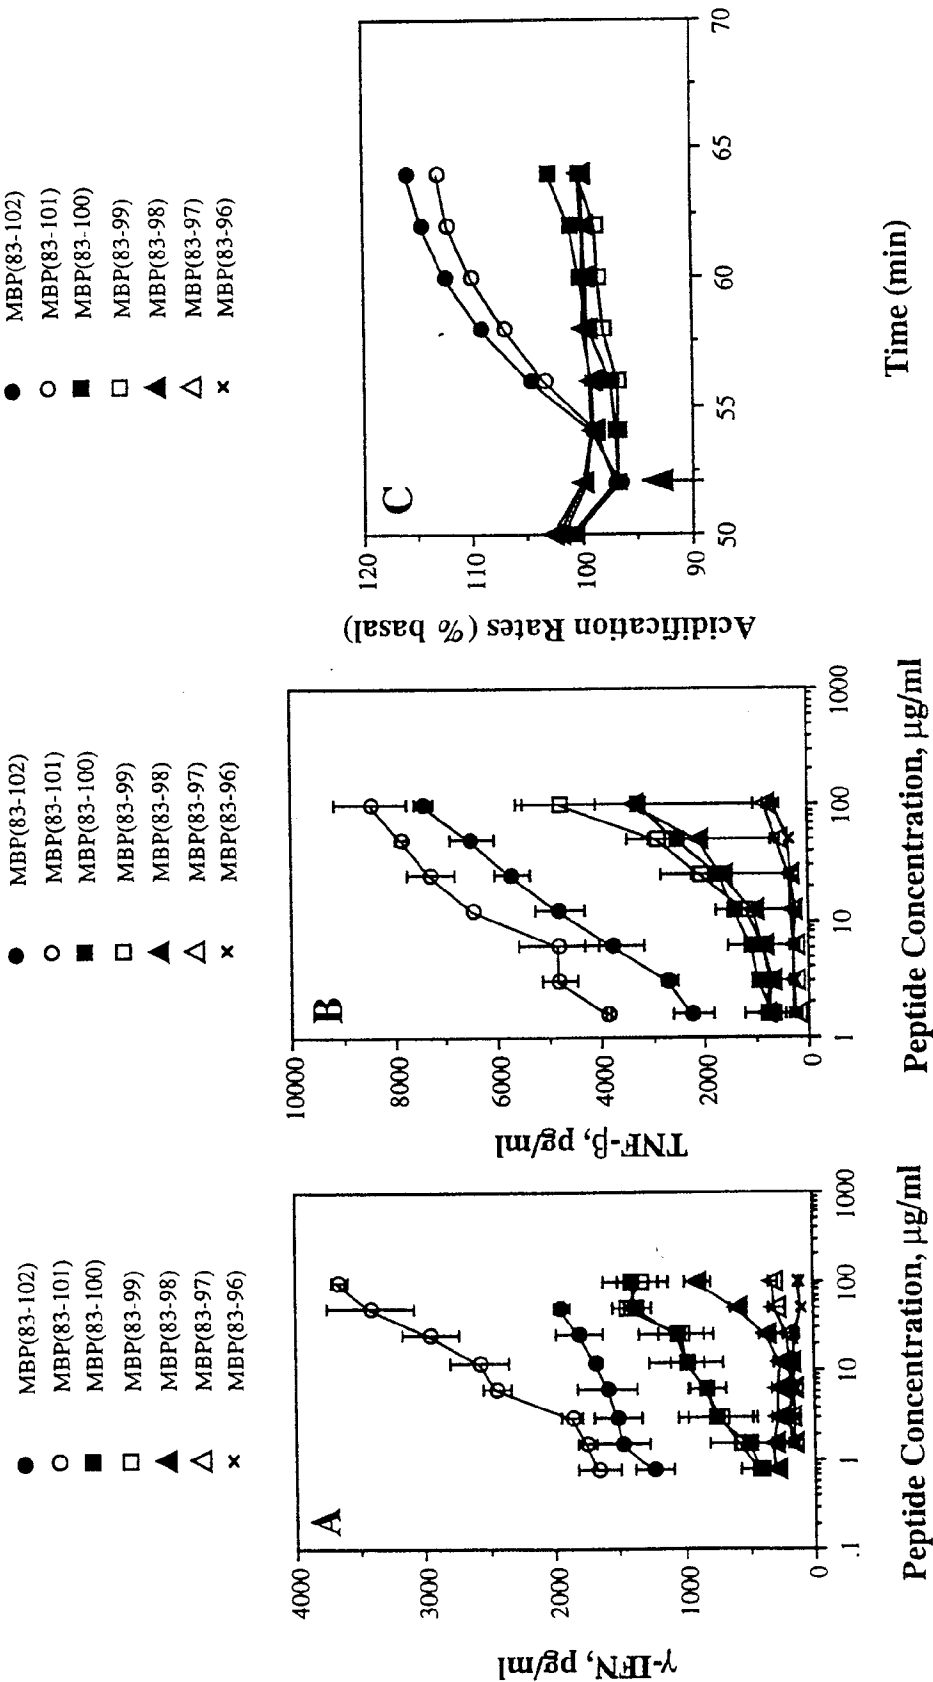 MBP(83-102)
MBP(83-101)
MBP(83-100)
MBP(83-99)
MBP(83-98)
MBP(83-97)
MBP(83-96)
A
4000
3000
2000
1000
0
γ-IFN, pg/ml
.1
1
10
100
1000
Peptide Concentration, μg/ml
MBP(83-102)
MBP(83-101)
MBP(83-100)
MBP(83-99)
MBP(83-98)
MBP(83-97)
MBP(83-96)
B
10000
8000
6000
4000
2000
0
TNF-β, pg/ml
1
10
100
1000
Peptide Concentration, μg/ml
MBP(83-102)
MBP(83-101)
MBP(83-100)
MBP(83-99)
MBP(83-98)
MBP(83-97)
MBP(83-96)
C
120
110
100
90
Acidification Rates (% basal)
50
55
60
65
70
Time (min)